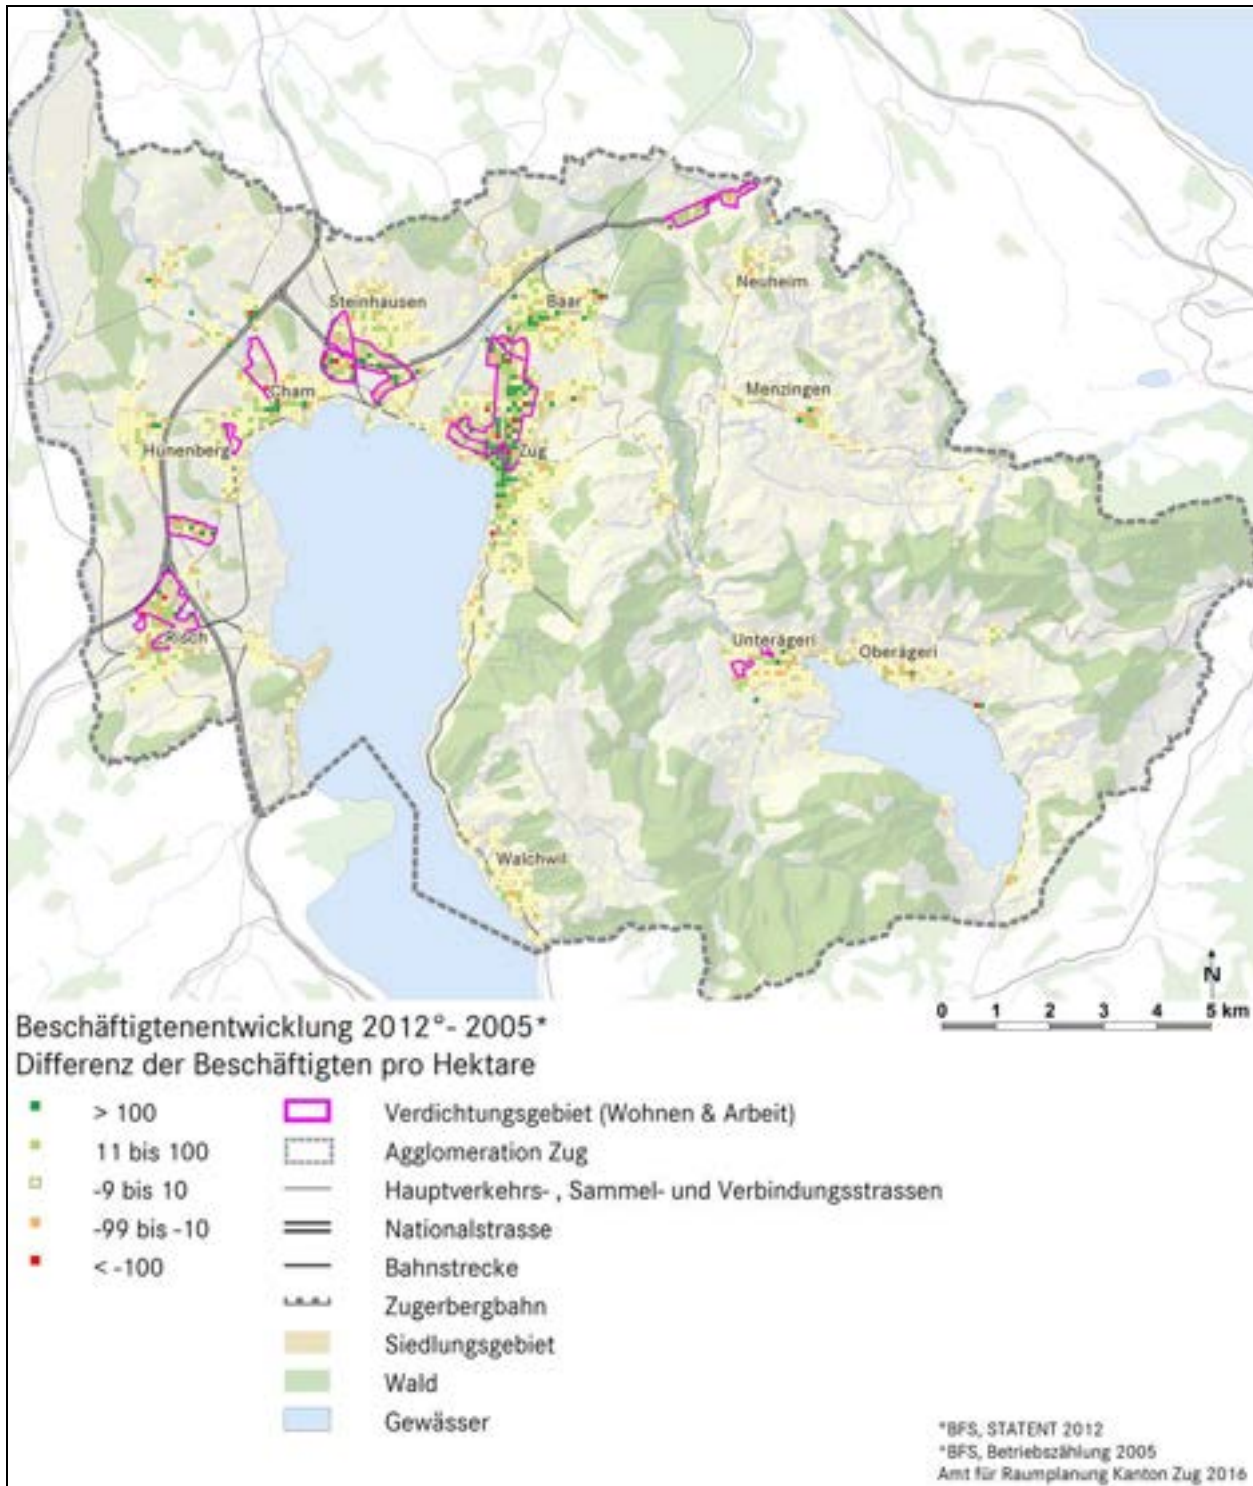 Neuheim
Steinhausen
Baar
Menzingen
Cham
Hünenberg
Zug
Risch
Unterägeri
Oberägeri
Walchwil
N
0 1 2 3 4 5 km
Beschäftigtenentwicklung 2012°- 2005*
Differenz der Beschäftigten pro Hektare
> 100
Verdichtungsgebiet (Wohnen & Arbeit)
11 bis 100
Agglomeration Zug
-9 bis 10
Hauptverkehrs- , Sammel- und Verbindungsstrassen
-99 bis -10
Nationalstrasse
< -100
Bahnstrecke
Zugerbergbahn
Siedlungsgebiet
Wald
Gewässer
*BFS, STATENT 2012
*BFS, Betriebszählung 2005
Amt für Raumplanung Kanton Zug 2016